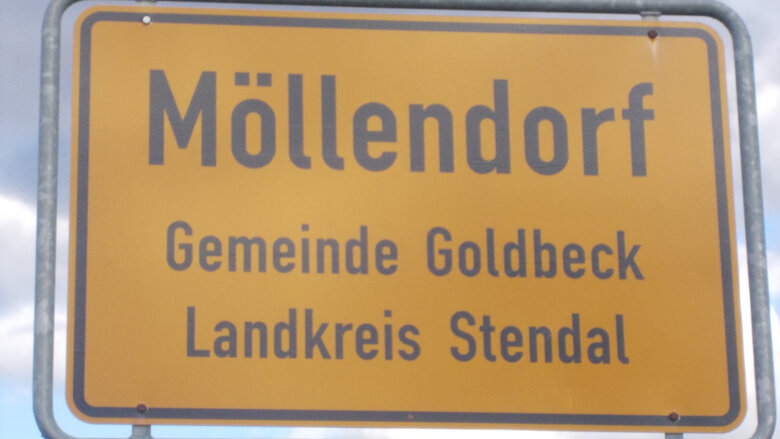 Möllendorf
Gemeinde Goldbeck
Landkreis Stendal